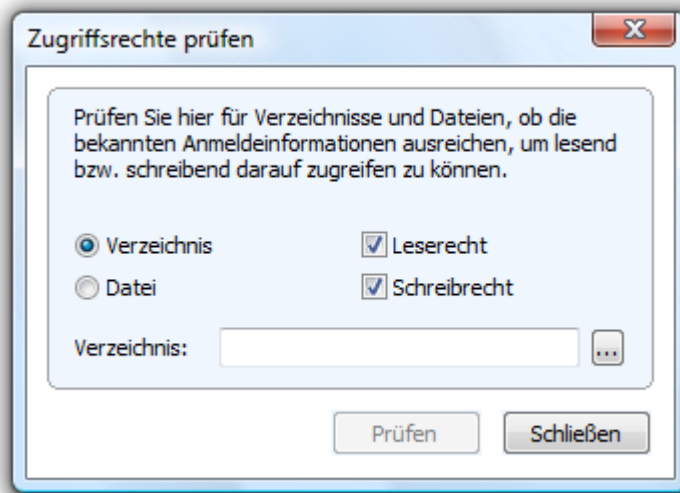 Zugriffsrechte prüfen
Prüfen Sie hier für Verzeichnisse und Dateien, ob die
bekannten Anmeldeinformationen ausreichen, um lesend
bzw. schreibend darauf zugreifen zu können.
Verzeichnis Leserecht
Datei Schreibrecht
Verzeichnis: ...
Prüfen Schließen